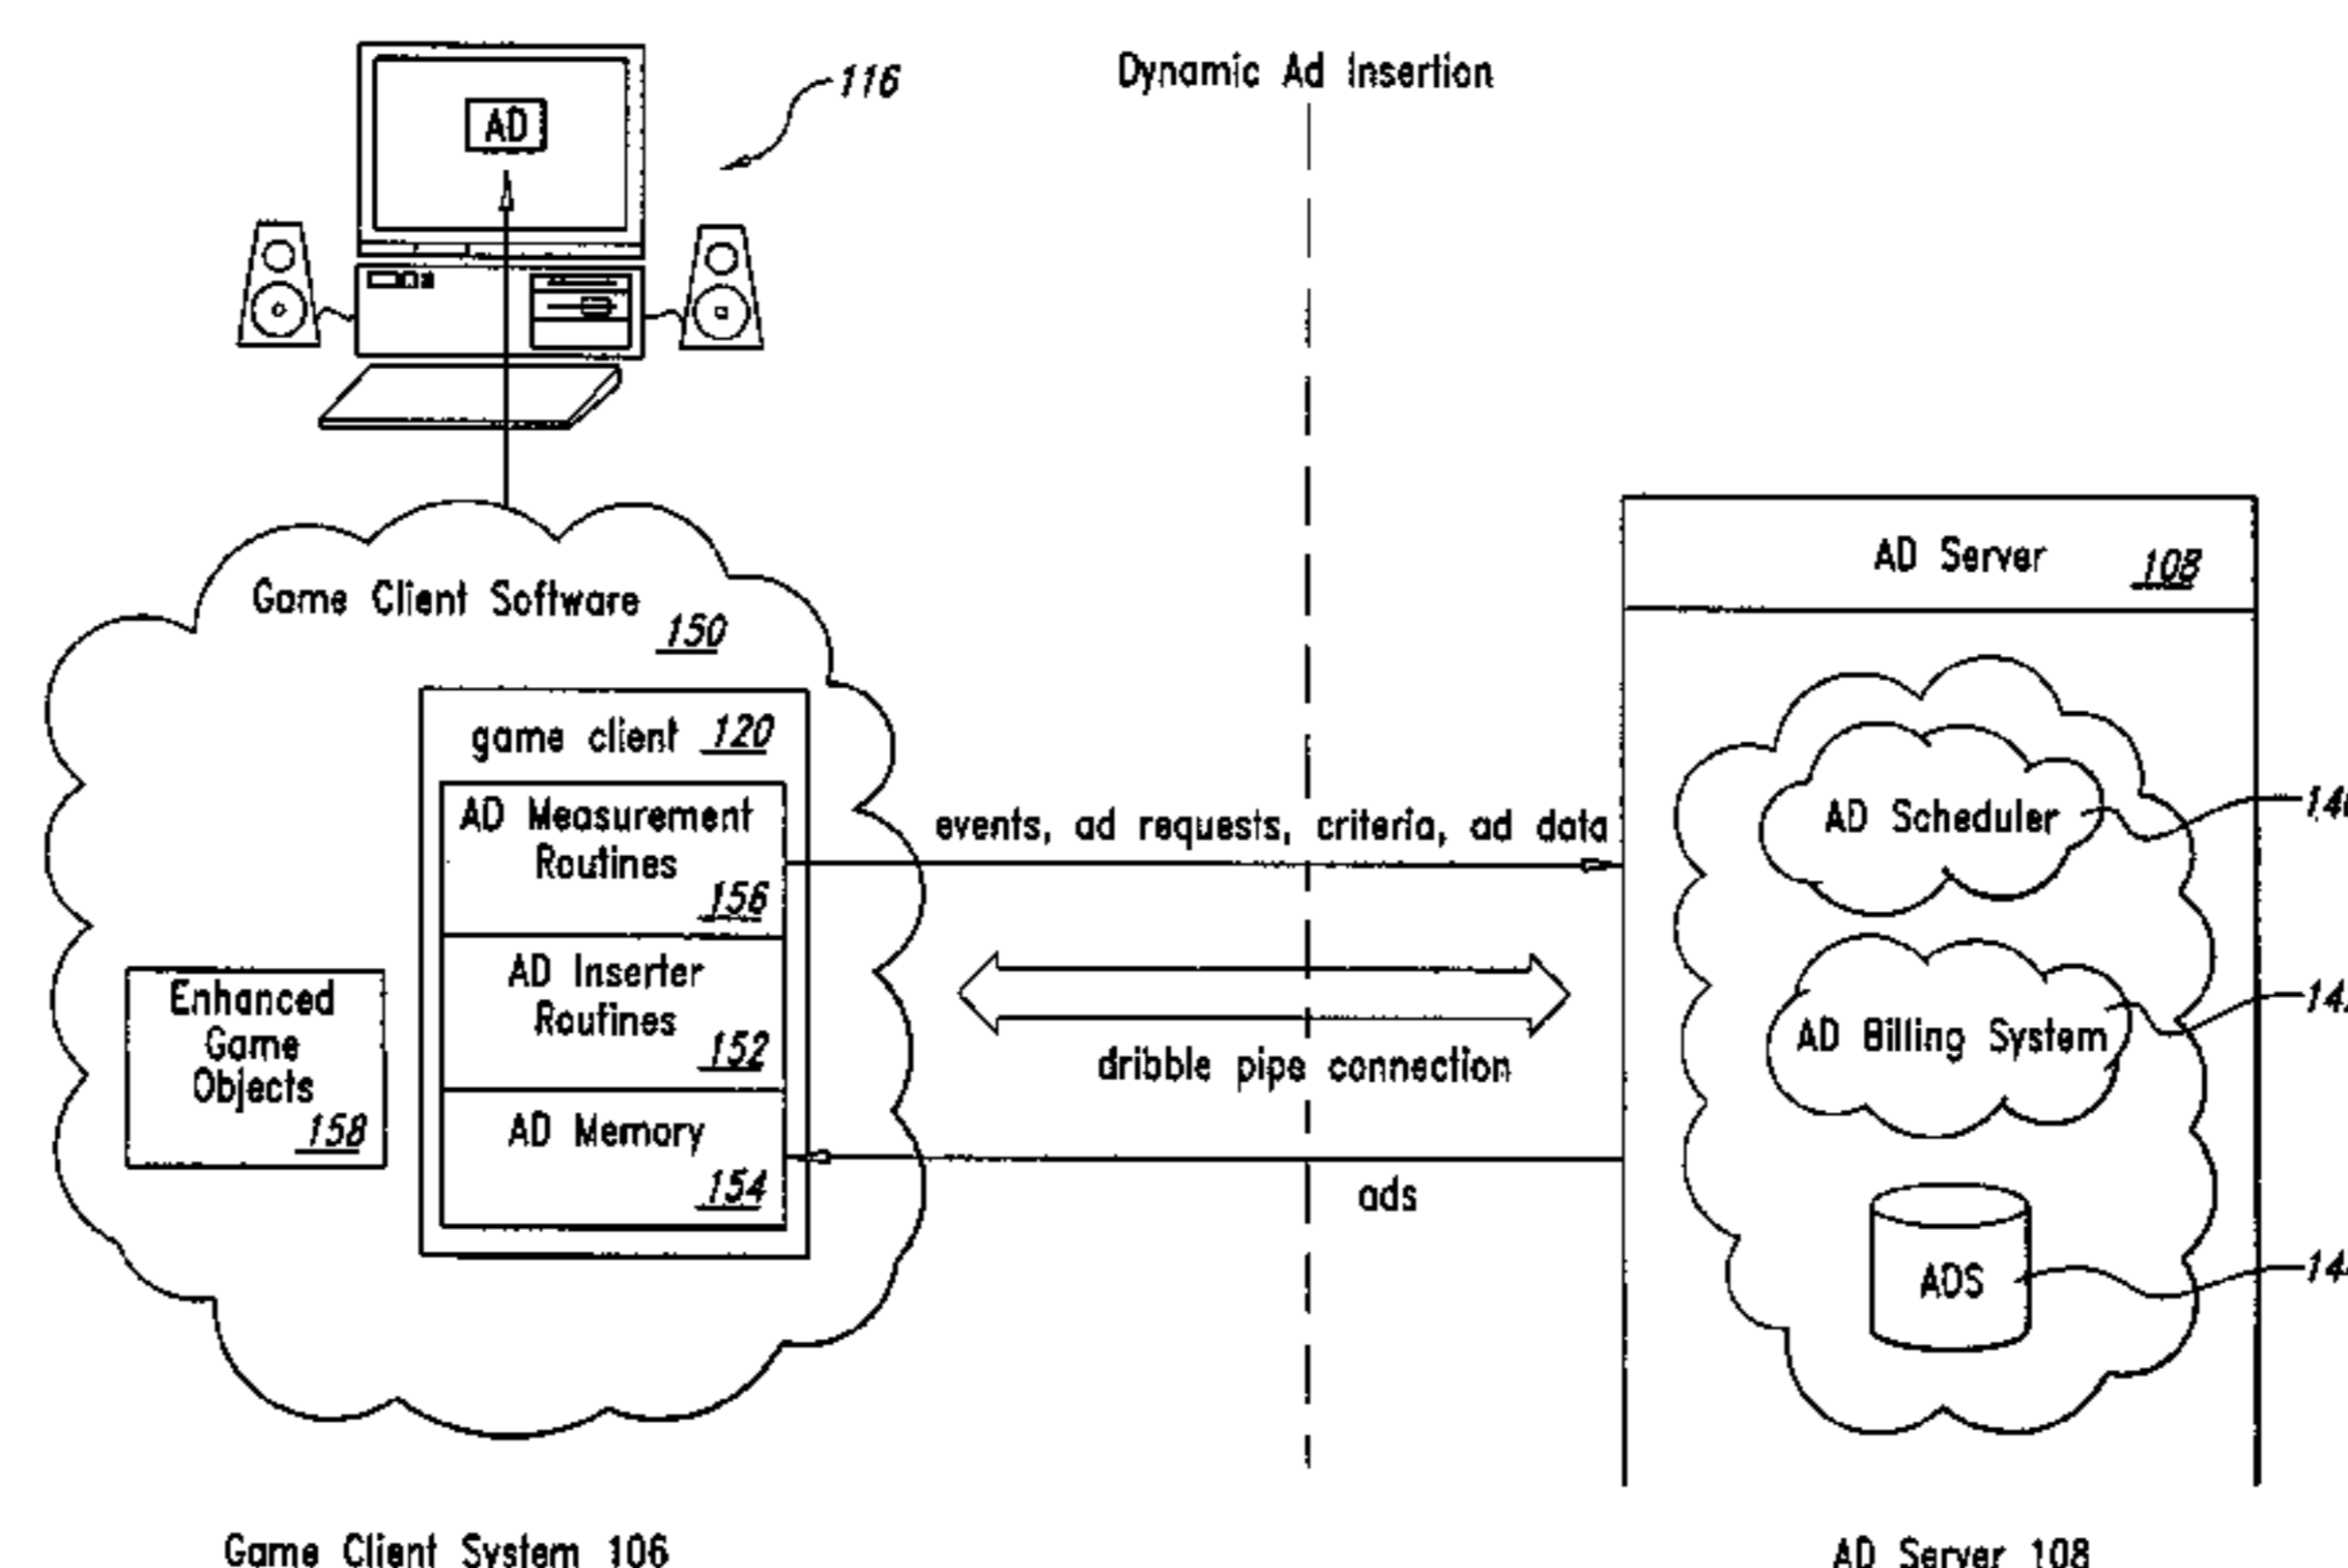 Dynamic Ad Insertion
AD
116
Game Client Software
150
game client 120
AD Measurement
Routines
156
AD Inserter
Routines
152
AD Memory
154
Enhanced
Game
Objects
158
events, ad requests, criteria, ad data
dribble pipe connection
ads
AD Server
108
AD Scheduler
AD Billing System
ADS
Game Client System 106
AD Server 108